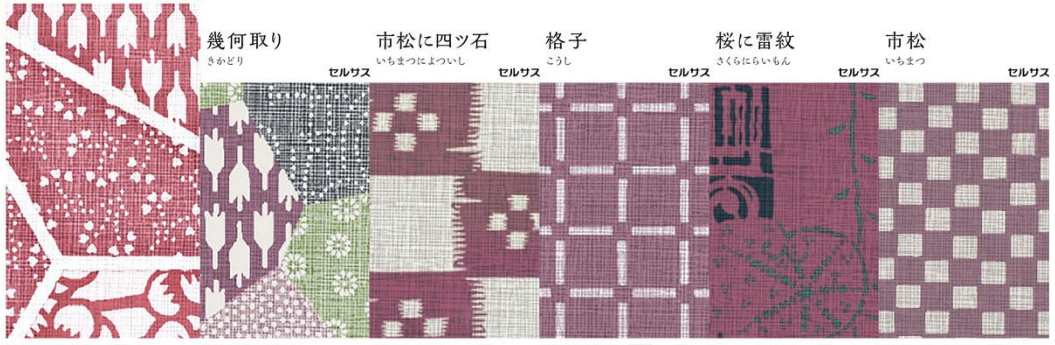 幾何取り
きかどり
セルサス
市松に四ツ石
いちまつによついし
セルサス
格子
こうし
セルサス
桜に雷紋
さくらにらいもん
セルサス
市松
いちまつ
セルサス